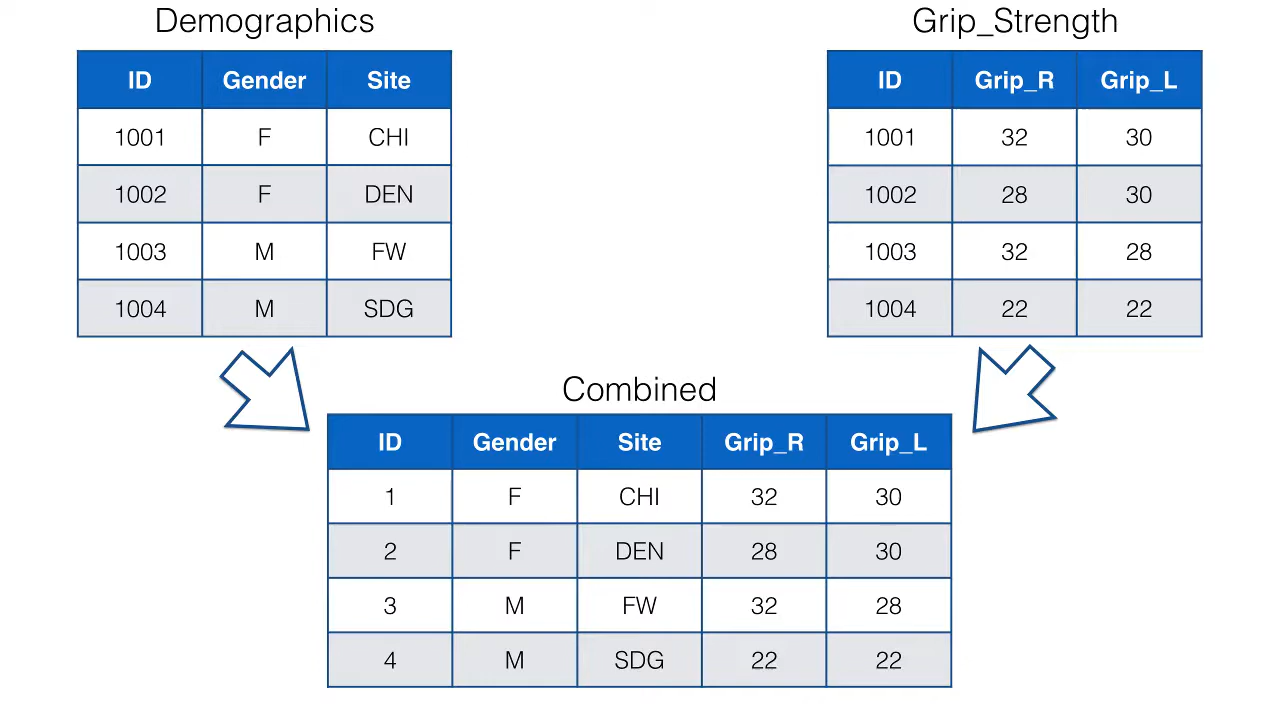 Demographics
ID Gender Site
1001 F CHI
1002 F DEN
1003 M FW
1004 M SDG
Grip_Strength
ID Grip_R Grip_L
1001 32 30
1002 28 30
1003 32 28
1004 22 22
Combined
ID Gender Site Grip_R Grip_L
1 F CHI 32 30
2 F DEN 28 30
3 M FW 32 28
4 M SDG 22 22